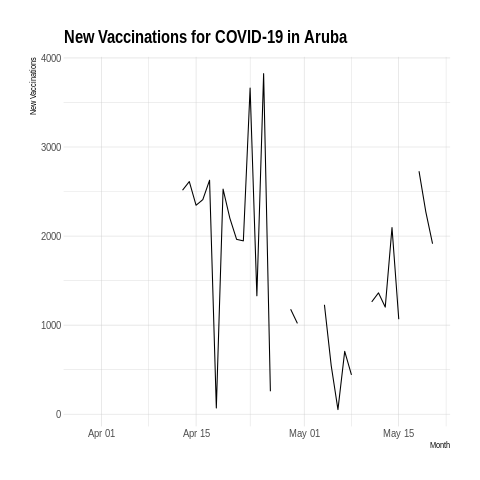 New Vaccinations for COVID-19 in Aruba
New Vaccinations
4000
3000
2000
1000
0
Apr 01
Apr 15
May 01
May 15
Month